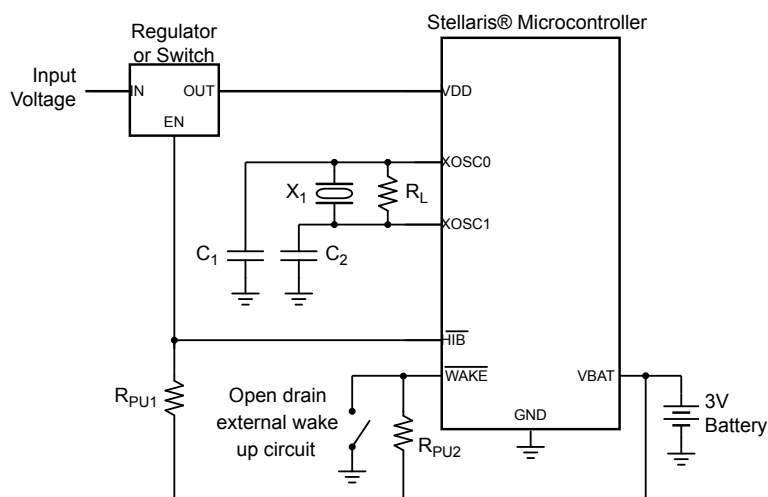 Stellaris® Microcontroller
Regulator
or Switch
Input
Voltage
IN
OUT
EN
VDD
XOSC0
X1
RL
XOSC1
C1
C2
HIB
WAKE
VBAT
RPU1
Open drain
external wake
up circuit
RPU2
GND
3V
Battery